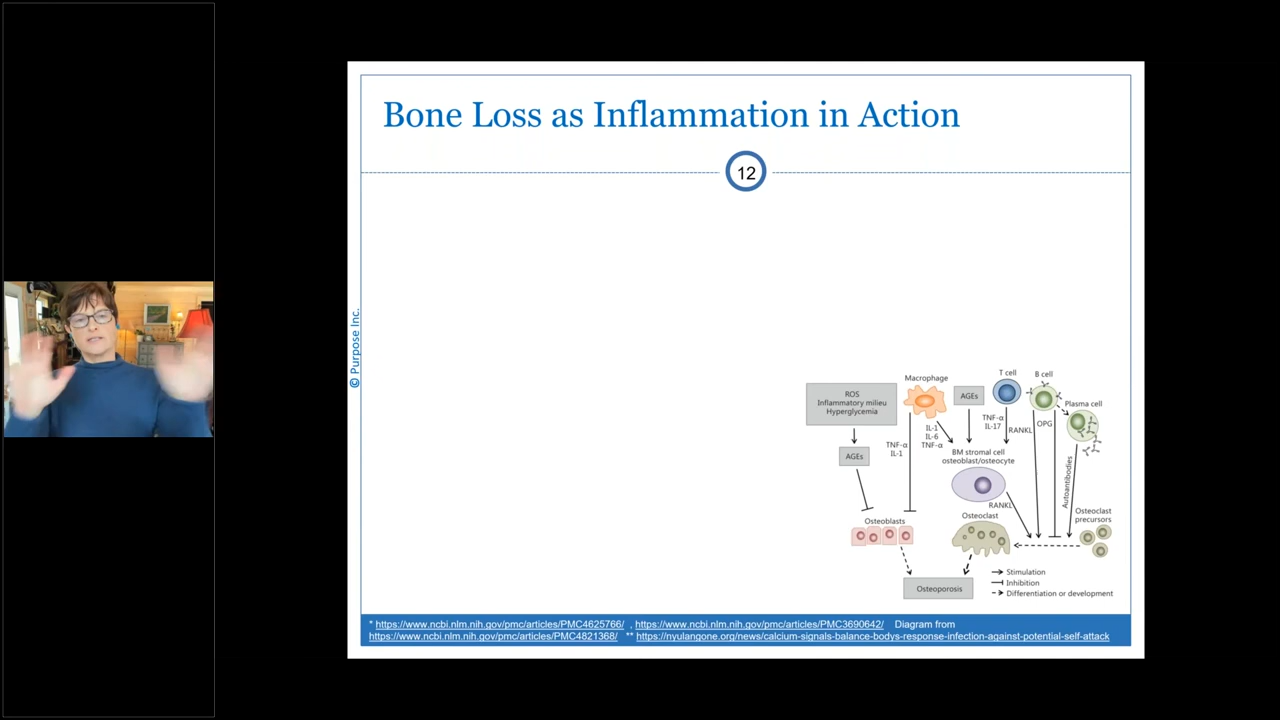 Bone Loss as Inflammation in Action
12
© Purpose Inc.
ROS
Inflammatory milieu
Hyperglycemia
Macrophage
AGEs
T cell
B cell
Plasma cell
TNF-α
IL-1
IL-1
IL-6
TNF-α
TNF-α
IL-17
RANKL
OPG
AGEs
BM stromal cell
osteoblast/osteocyte
RANKL
Autoantibodies
Osteoblasts
Osteoclast
Osteoclast
precursors
Osteoporosis
Stimulation
Inhibition
Differentiation or development
* https://www.ncbi.nlm.nih.gov/pmc/articles/PMC4625766/ , https://www.ncbi.nlm.nih.gov/pmc/articles/PMC3690642/ Diagram from
https://www.ncbi.nlm.nih.gov/pmc/articles/PMC4821368/ ** https://nyulangone.org/news/calcium-signals-balance-bodys-response-infection-against-potential-self-attack